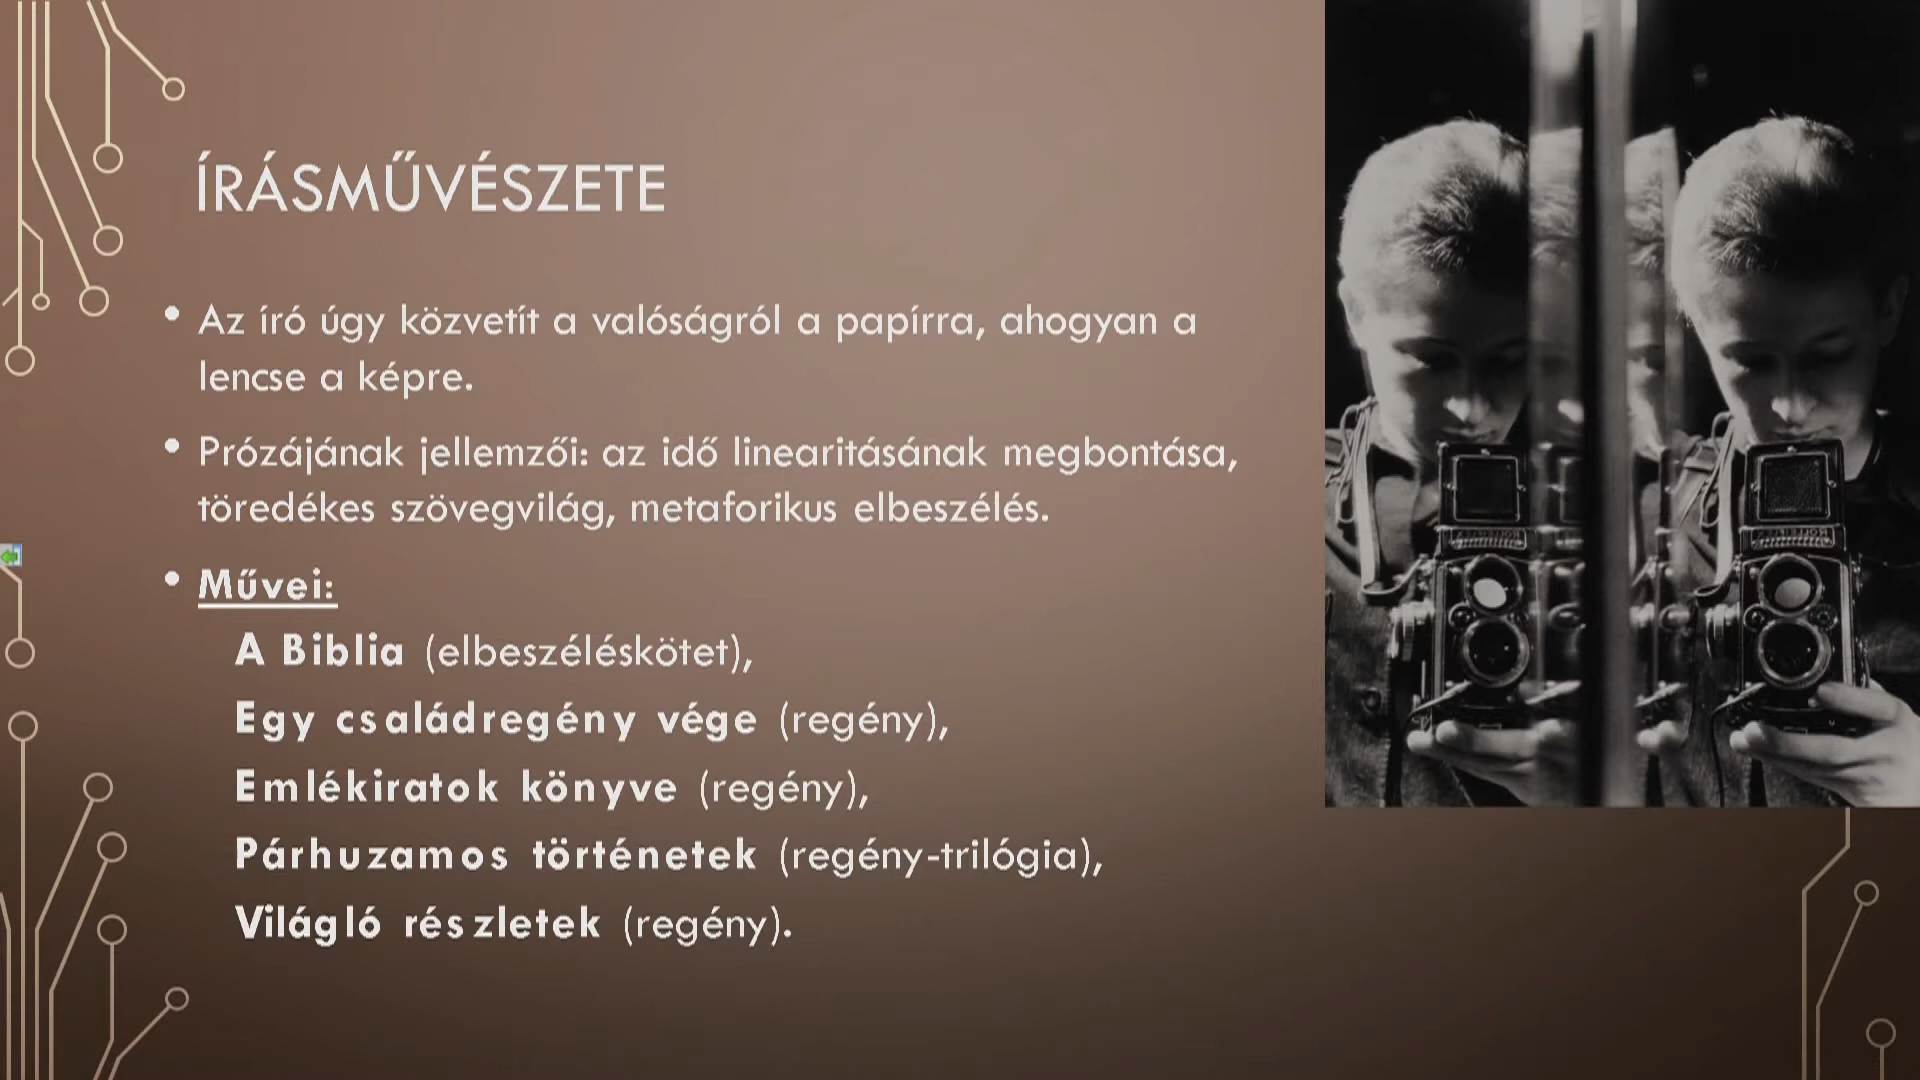 ÍRÁSMŰVÉSZETE
• Az író úgy közvetít a valóságról a papírra, ahogyan a
lencse a képre.
• Prózájának jellemzői: az idő linearitásának megbontása,
töredékes szövegvilág, metaforikus elbeszélés.
• Művei:
A Biblia (elbeszéléskötet),
Egy családregény vége (regény),
Emlékiratok könyve (regény),
Párhuzamos történetek (regény-trilógia),
Világló részletek (regény).